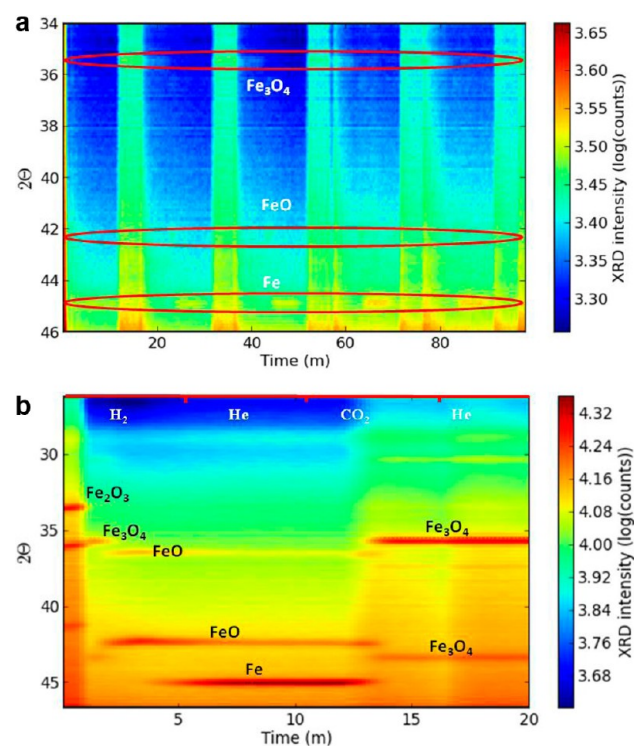 a
34
36
38
40
42
44
46
2Θ
Fe₃O₄
FeO
Fe
20
40
60
80
Time (m)
3.65
3.60
3.55
3.50
3.45
3.40
3.35
3.30
XRD intensity (log(counts))
b
H₂ He CO₂ He
30
35
40
45
2Θ
Fe₂O₃
Fe₃O₄
FeO
Fe₃O₄
FeO
Fe₃O₄
Fe
5
10
15
20
Time (m)
4.32
4.24
4.16
4.08
4.00
3.92
3.84
3.76
3.68
XRD intensity (log(counts))